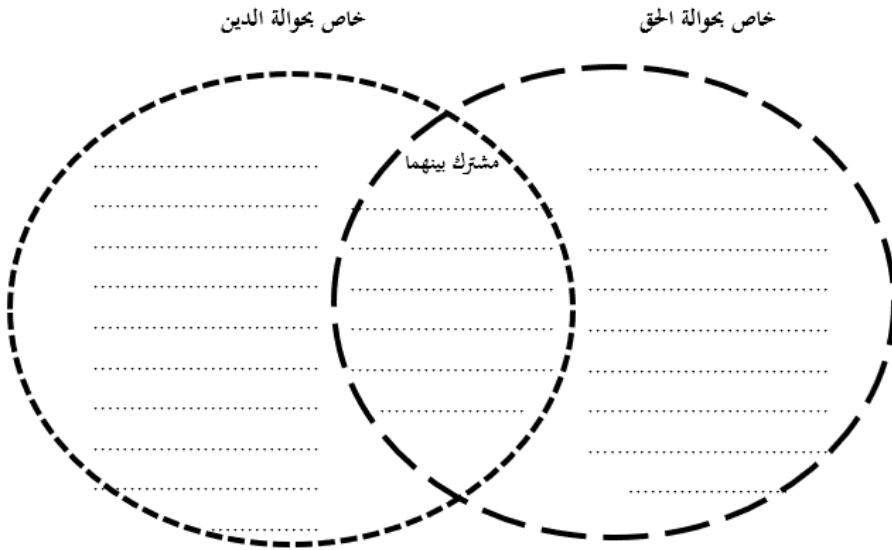 خاص بحوالة الحق
خاص بحوالة الدين
مشترك بينهما